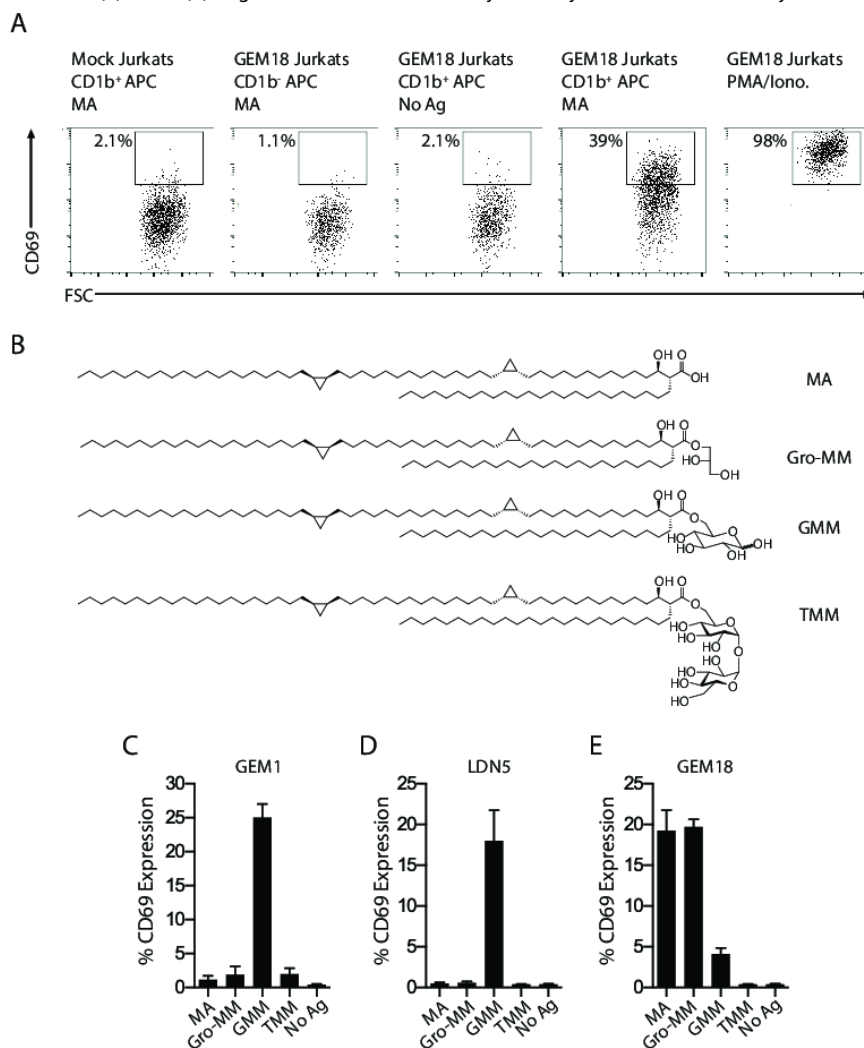 A
Mock Jurkats
CD1b⁺ APC
MA
GEM18 Jurkats
CD1b⁻ APC
MA
GEM18 Jurkats
CD1b⁺ APC
No Ag
GEM18 Jurkats
CD1b⁺ APC
MA
GEM18 Jurkats
PMA/Iono.
2.1%
1.1%
2.1%
39%
98%
CD69
FSC
B
OH O
OH
MA
OH O
O
HO
OH
Gro-MM
OH O
O
HO
O
HO
OH
OH
GMM
OH O
O
HO
O
HO
HO
O
HO
HO
HO
O
HO
TMM
C
GEM1
% CD69 Expression
30
25
20
15
10
5
0
MA
Gro-MM
GMM
TMM
No Ag
D
LDN5
% CD69 Expression
25
20
15
10
5
0
MA
Gro-MM
GMM
TMM
No Ag
E
GEM18
% CD69 Expression
25
20
15
10
5
0
MA
Gro-MM
GMM
TMM
No Ag